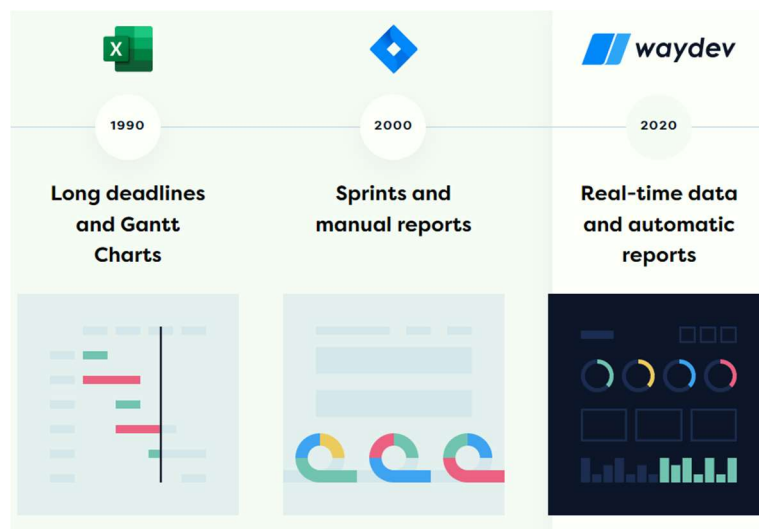 X
waydev
1990
2000
2020
Long deadlines
and Gantt
Charts
Sprints and
manual reports
Real-time data
and automatic
reports